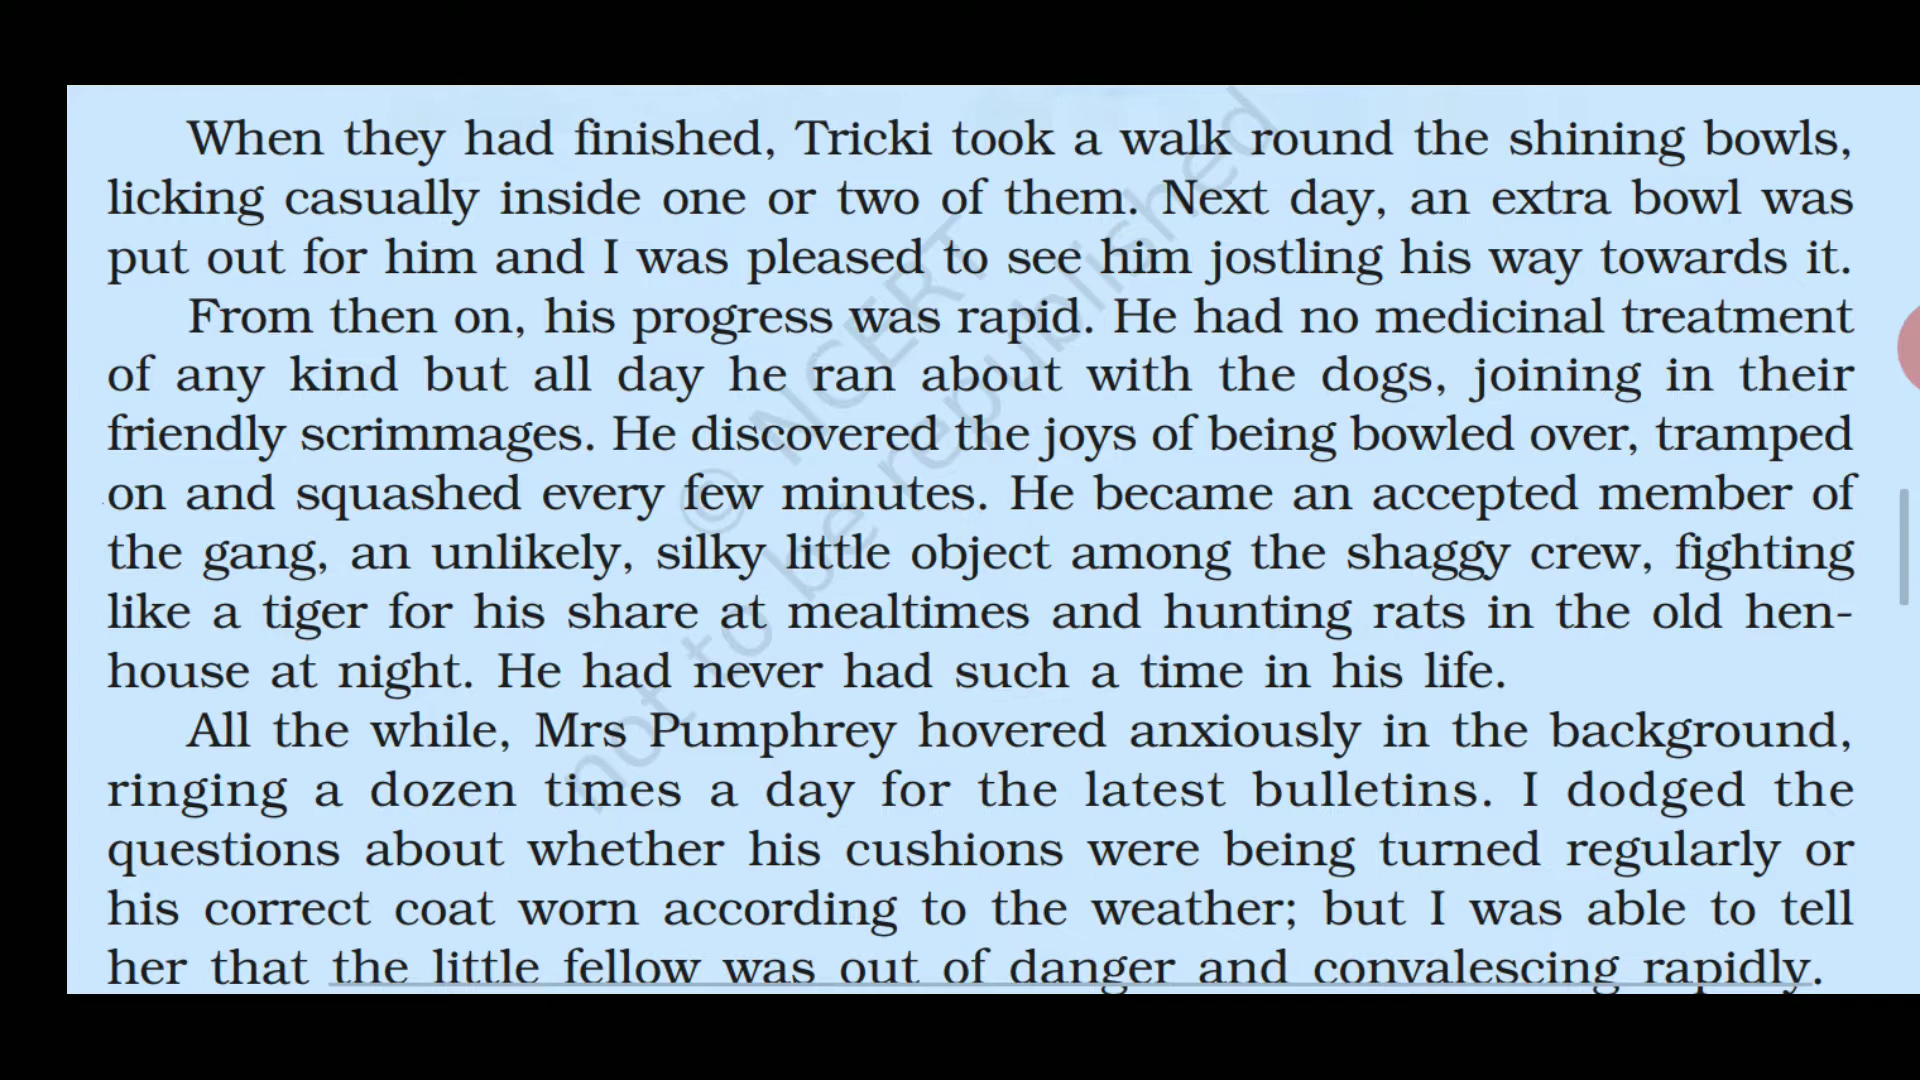 When they had finished, Tricki took a walk round the shining bowls,
licking casually inside one or two of them. Next day, an extra bowl was
put out for him and I was pleased to see him jostling his way towards it.
From then on, his progress was rapid. He had no medicinal treatment
of any kind but all day he ran about with the dogs, joining in their
friendly scrimmages. He discovered the joys of being bowled over, tramped
on and squashed every few minutes. He became an accepted member of
the gang, an unlikely, silky little object among the shaggy crew, fighting
like a tiger for his share at mealtimes and hunting rats in the old hen-
house at night. He had never had such a time in his life.
All the while, Mrs Pumphrey hovered anxiously in the background,
ringing a dozen times a day for the latest bulletins. I dodged the
questions about whether his cushions were being turned regularly or
his correct coat worn according to the weather; but I was able to tell
her that the little fellow was out of danger and convalescing rapidly.
© NCERT
not to be republished